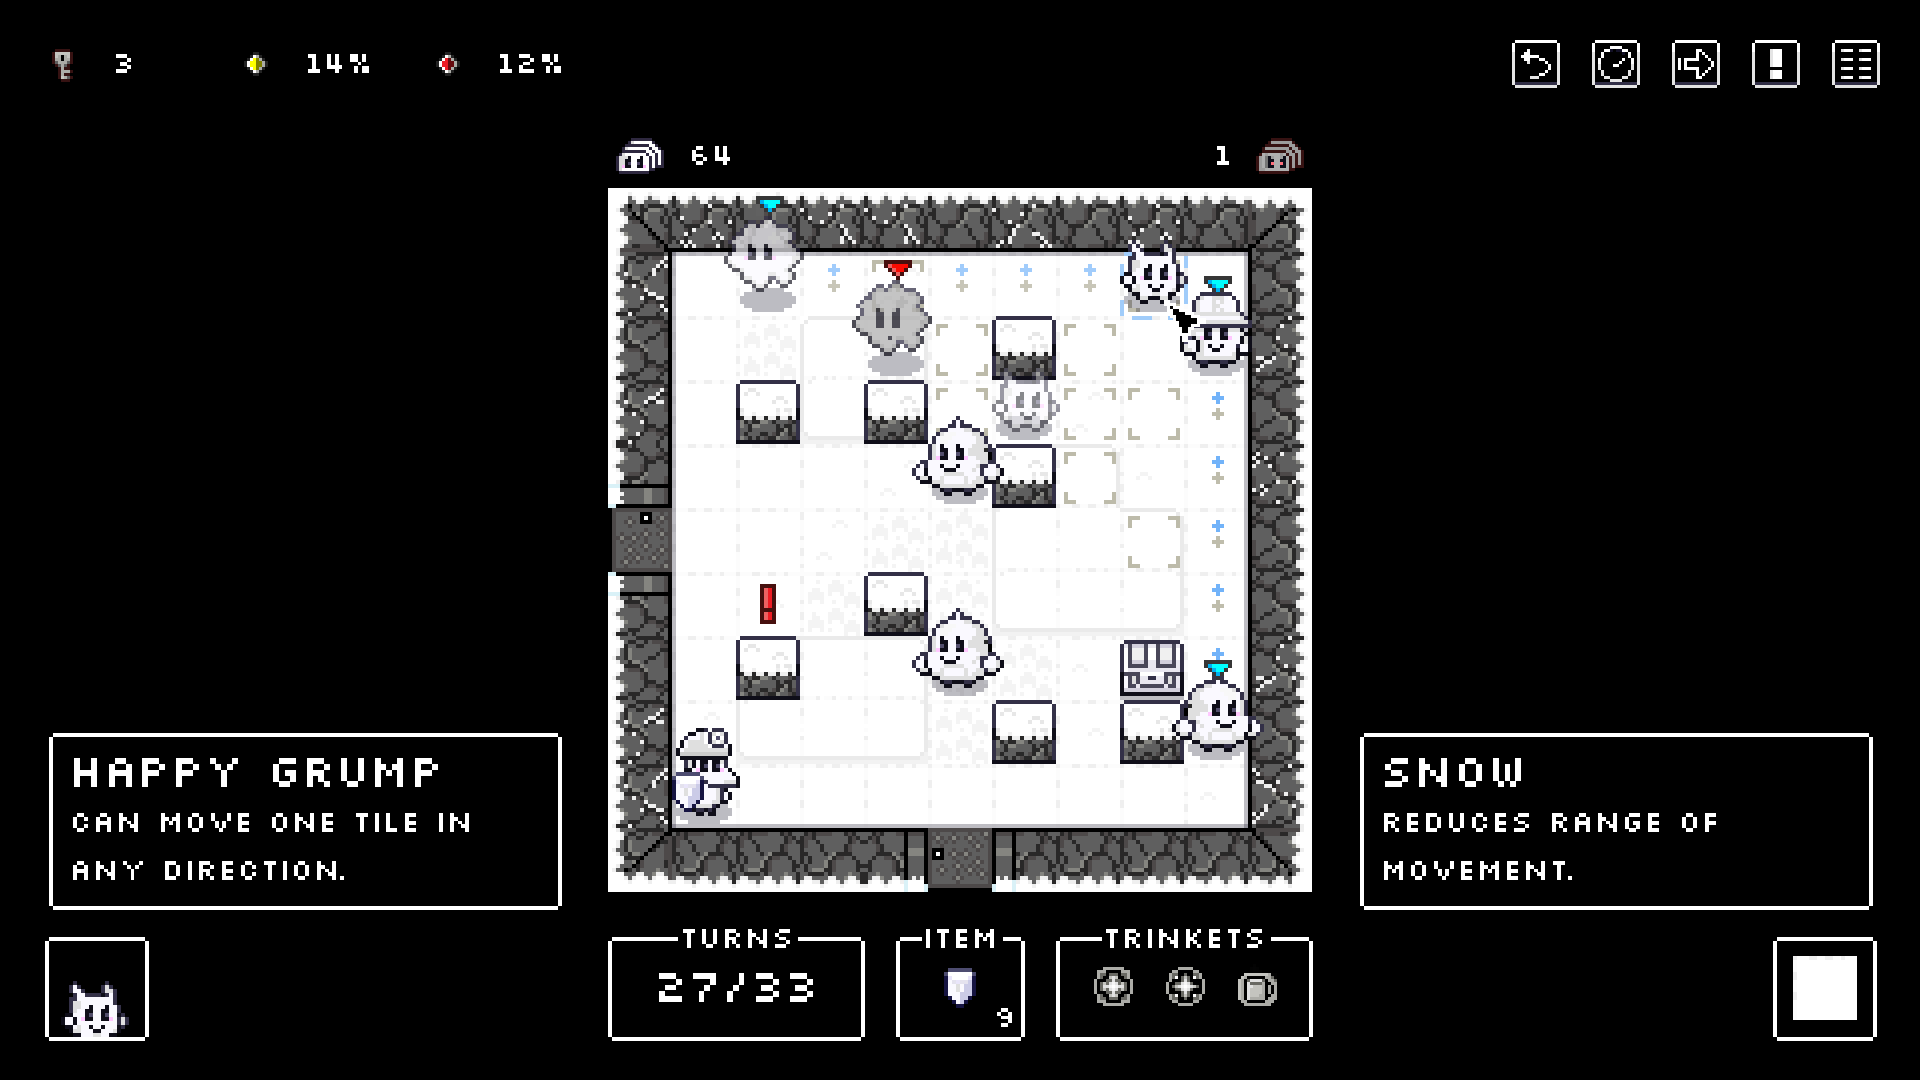 3 14% 12%
64 1
HAPPY GRUMP
CAN MOVE ONE TILE IN
ANY DIRECTION.
SNOW
REDUCES RANGE OF
MOVEMENT.
TURNS
27/33
ITEM
9
TRINKETS